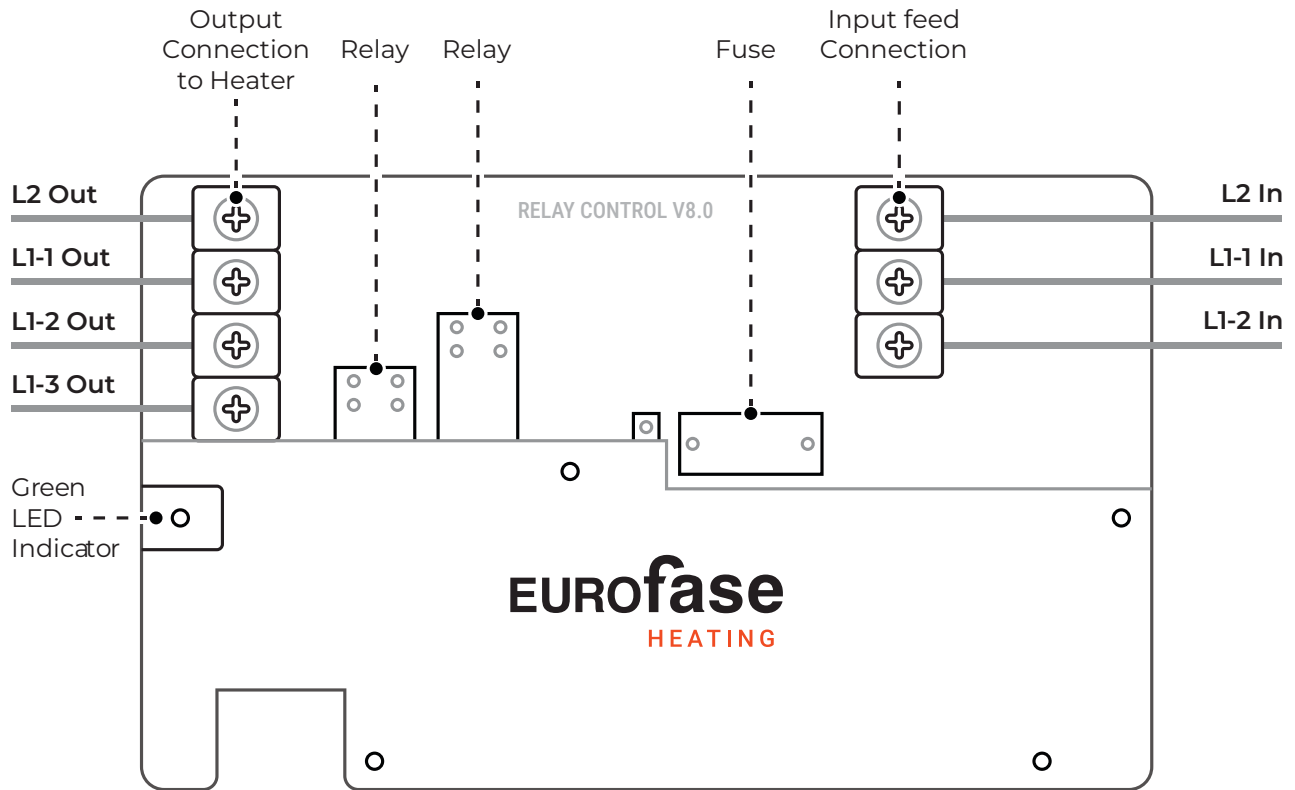 Output
Connection
to Heater
Relay
Relay
Fuse
Input feed
Connection
L2 Out
L1-1 Out
L1-2 Out
L1-3 Out
RELAY CONTROL V8.0
L2 In
L1-1 In
L1-2 In
Green
LED
Indicator
EUROfase
HEATING